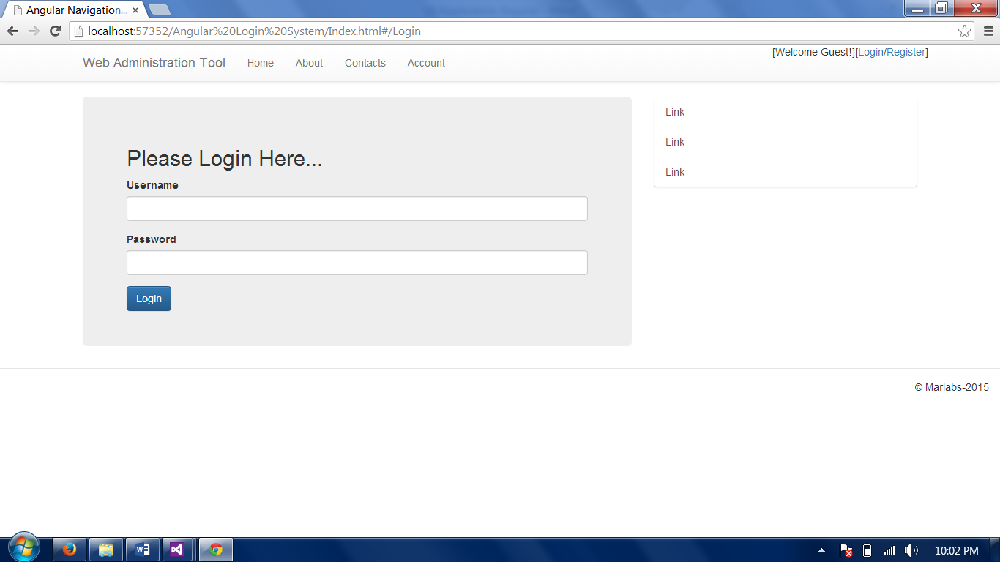 Angular Navigation...
localhost:57352/Angular%20Login%20System/Index.html#/Login
Web Administration Tool Home About Contacts Account [Welcome Guest!][Login/Register]
Please Login Here...
Username
Password
Login
Link
Link
Link
© Marlabs-2015
10:02 PM